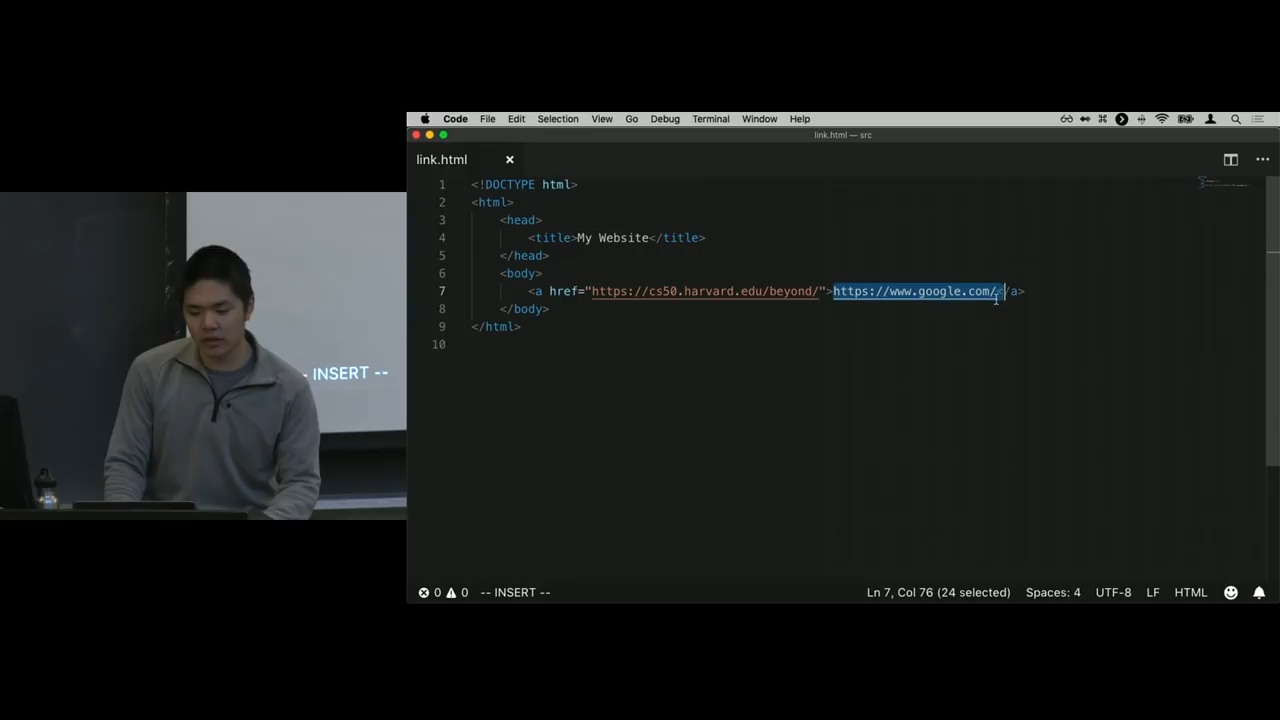 Code File Edit Selection View Go Debug Terminal Window Help
link.html — src
link.html
1 <!DOCTYPE html>
2 <html>
3 <head>
4 <title>My Website</title>
5 </head>
6 <body>
7 <a href="https://cs50.harvard.edu/beyond/">https://www.google.com/</a>
8 </body>
9 </html>
10
- INSERT --
0 0 -- INSERT -- Ln 7, Col 76 (24 selected) Spaces: 4 UTF-8 LF HTML